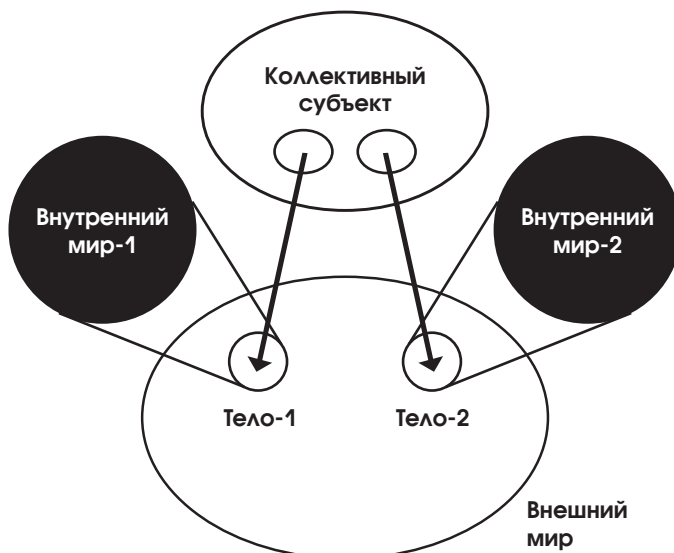 Коллективный
субъект
Внутренний
мир-1
Внутренний
мир-2
Тело-1
Тело-2
Внешний
мир